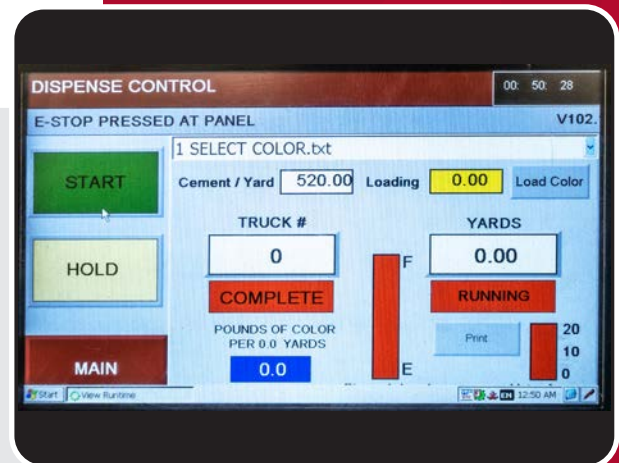 DISPENSE CONTROL
00: 50: 28
E-STOP PRESSED AT PANEL
V102.
1 SELECT COLOR.txt
START
Cement / Yard 520.00 Loading 0.00 Load Color
TRUCK #
YARDS
0
0.00
HOLD
F
COMPLETE
RUNNING
POUNDS OF COLOR
PER 0.0 YARDS
Print
20
10
0
MAIN
0.0
E
Start View Runtime
EN 12:50 AM